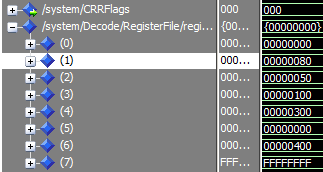 /system/CRRFlags 000 000
/system/Decode/RegisterFile/regi... {00... {00000000}
(0) 000... 00000000
(1) 000... 00000080
(2) 000... 00000050
(3) 000... 00000100
(4) 000... 00000300
(5) 000... 00000000
(6) 000... 00000400
(7) FFF... FFFFFFFF